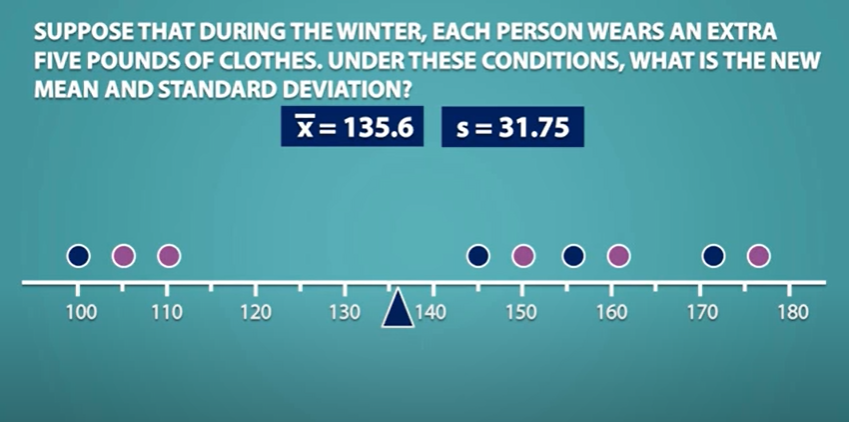 SUPPOSE THAT DURING THE WINTER, EACH PERSON WEARS AN EXTRA
FIVE POUNDS OF CLOTHES. UNDER THESE CONDITIONS, WHAT IS THE NEW
MEAN AND STANDARD DEVIATION?
x̅ = 135.6 s = 31.75
100 110 120 130 140 150 160 170 180